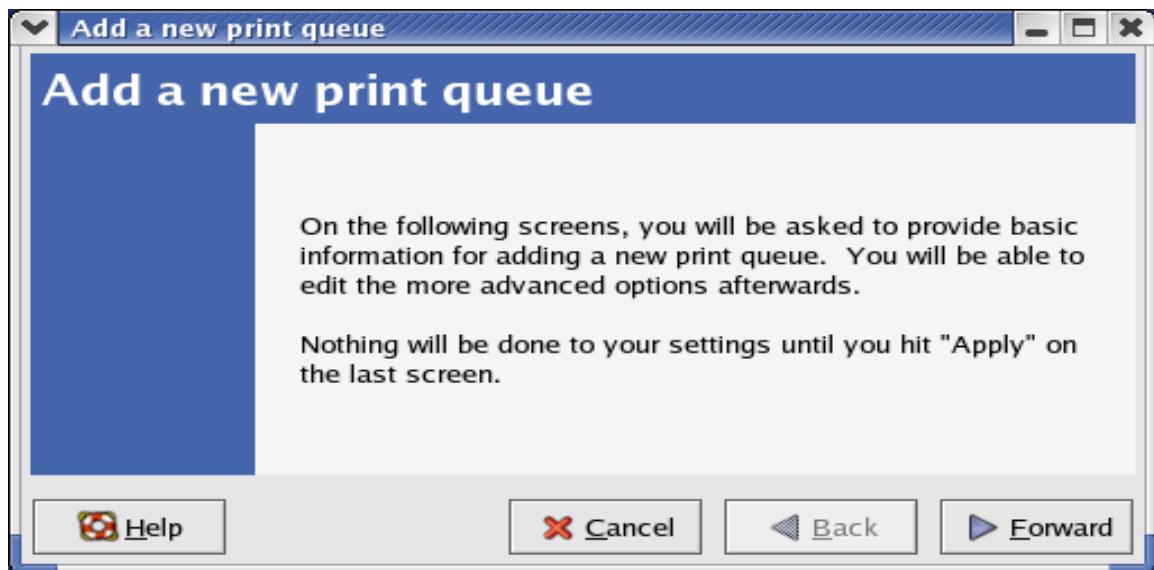 Add a new print queue
Add a new print queue
On the following screens, you will be asked to provide basic
information for adding a new print queue.  You will be able to
edit the more advanced options afterwards.
Nothing will be done to your settings until you hit "Apply" on
the last screen.
Help
Cancel
Back
Forward